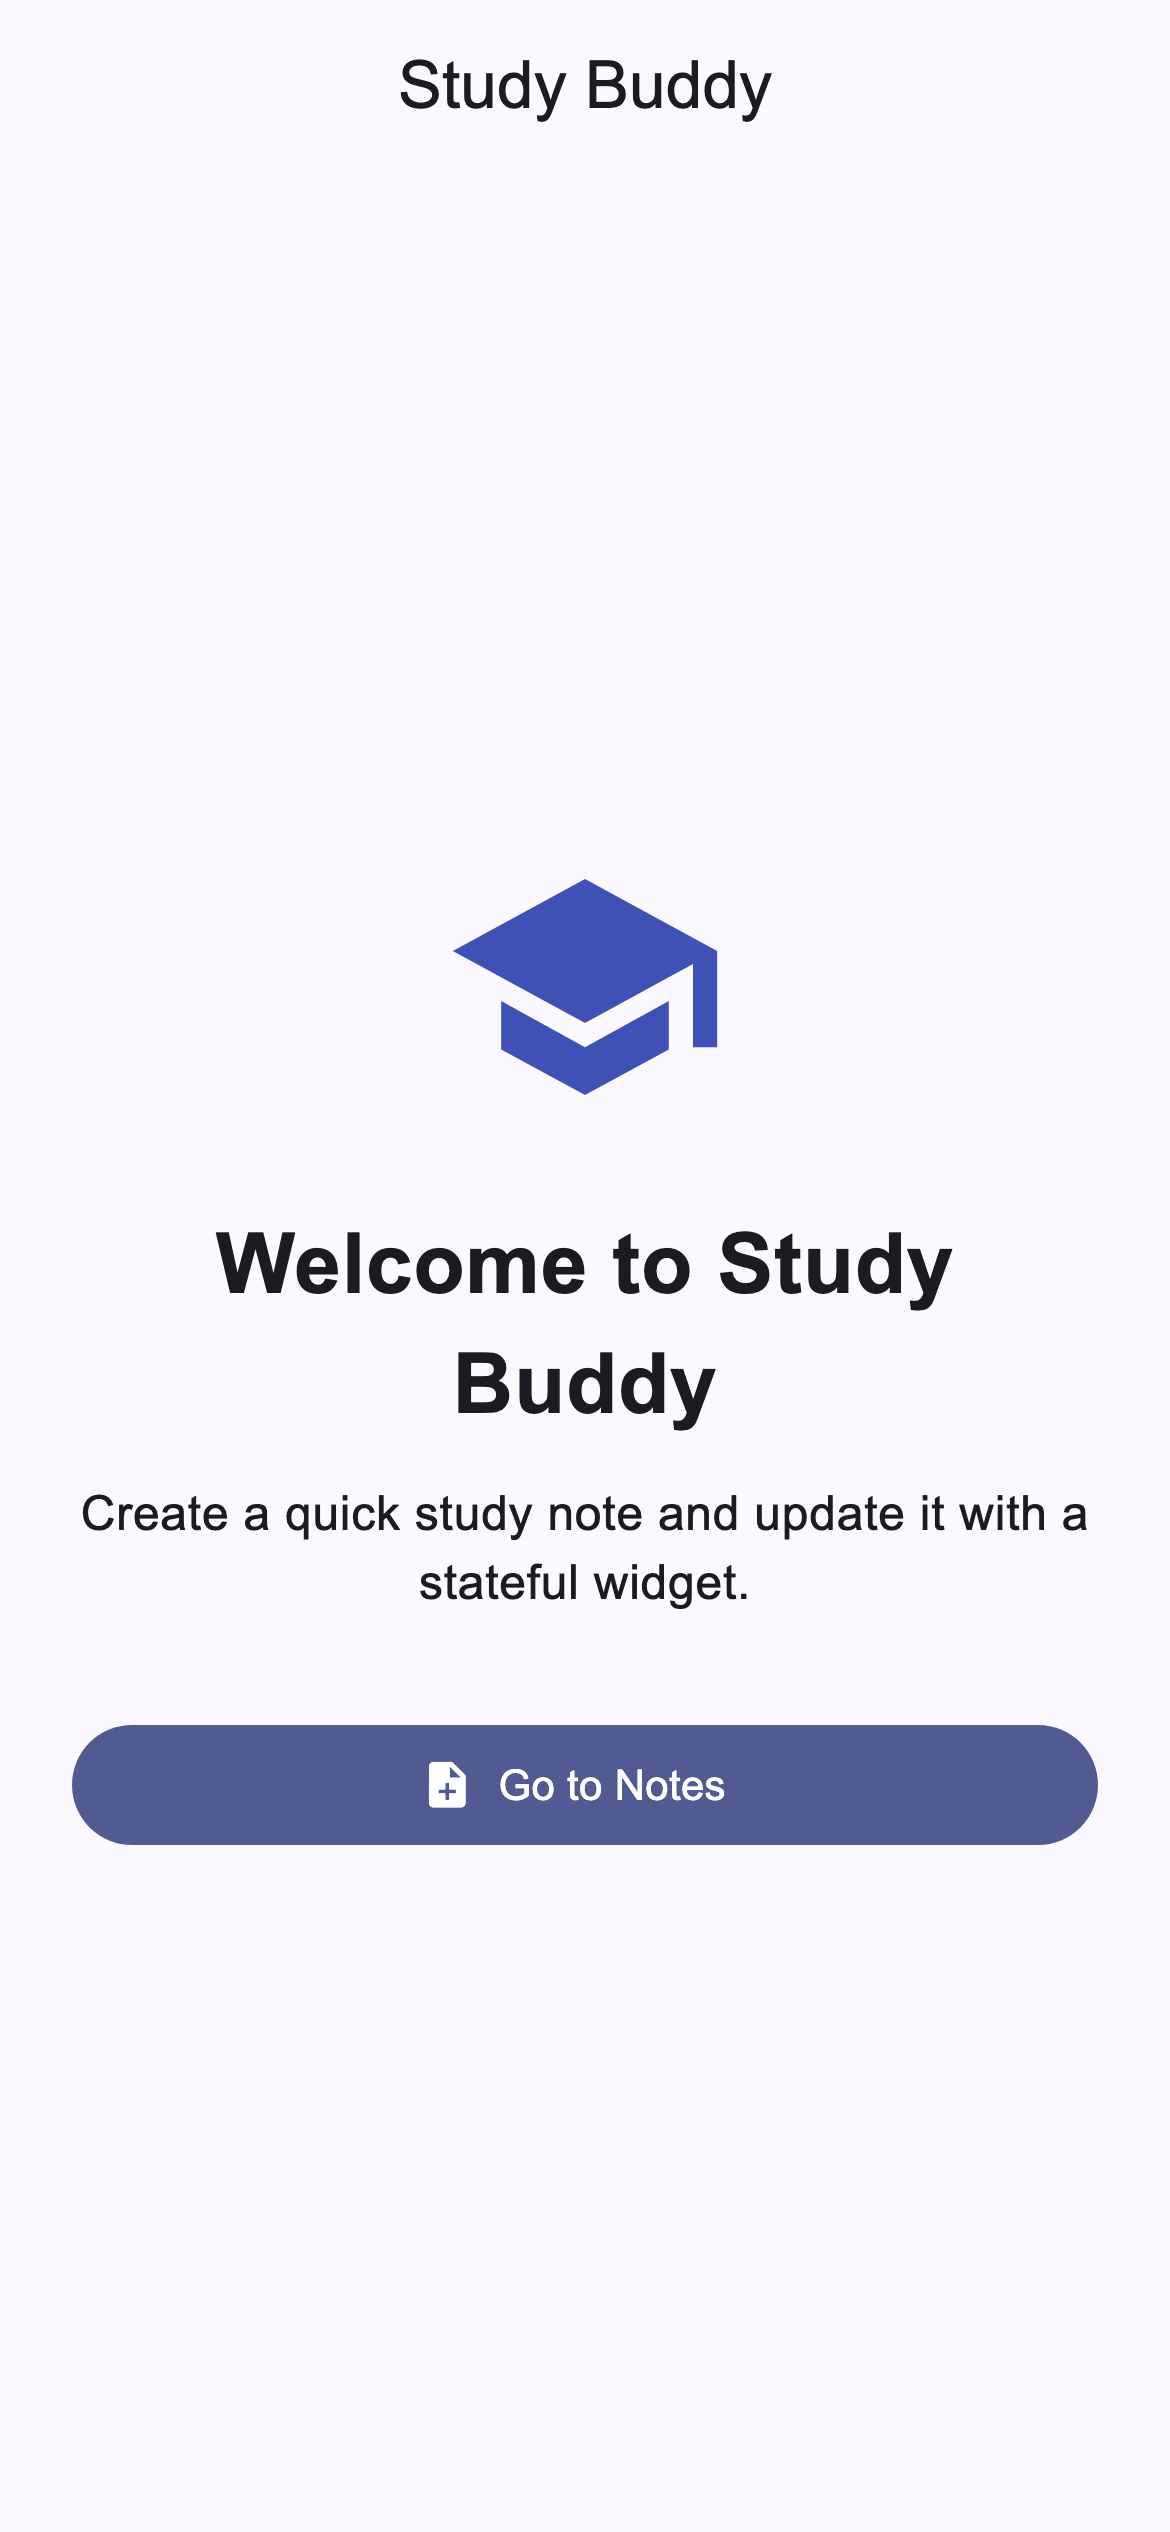 Study Buddy
Welcome to Study
Buddy
Create a quick study note and update it with a
stateful widget.
Go to Notes